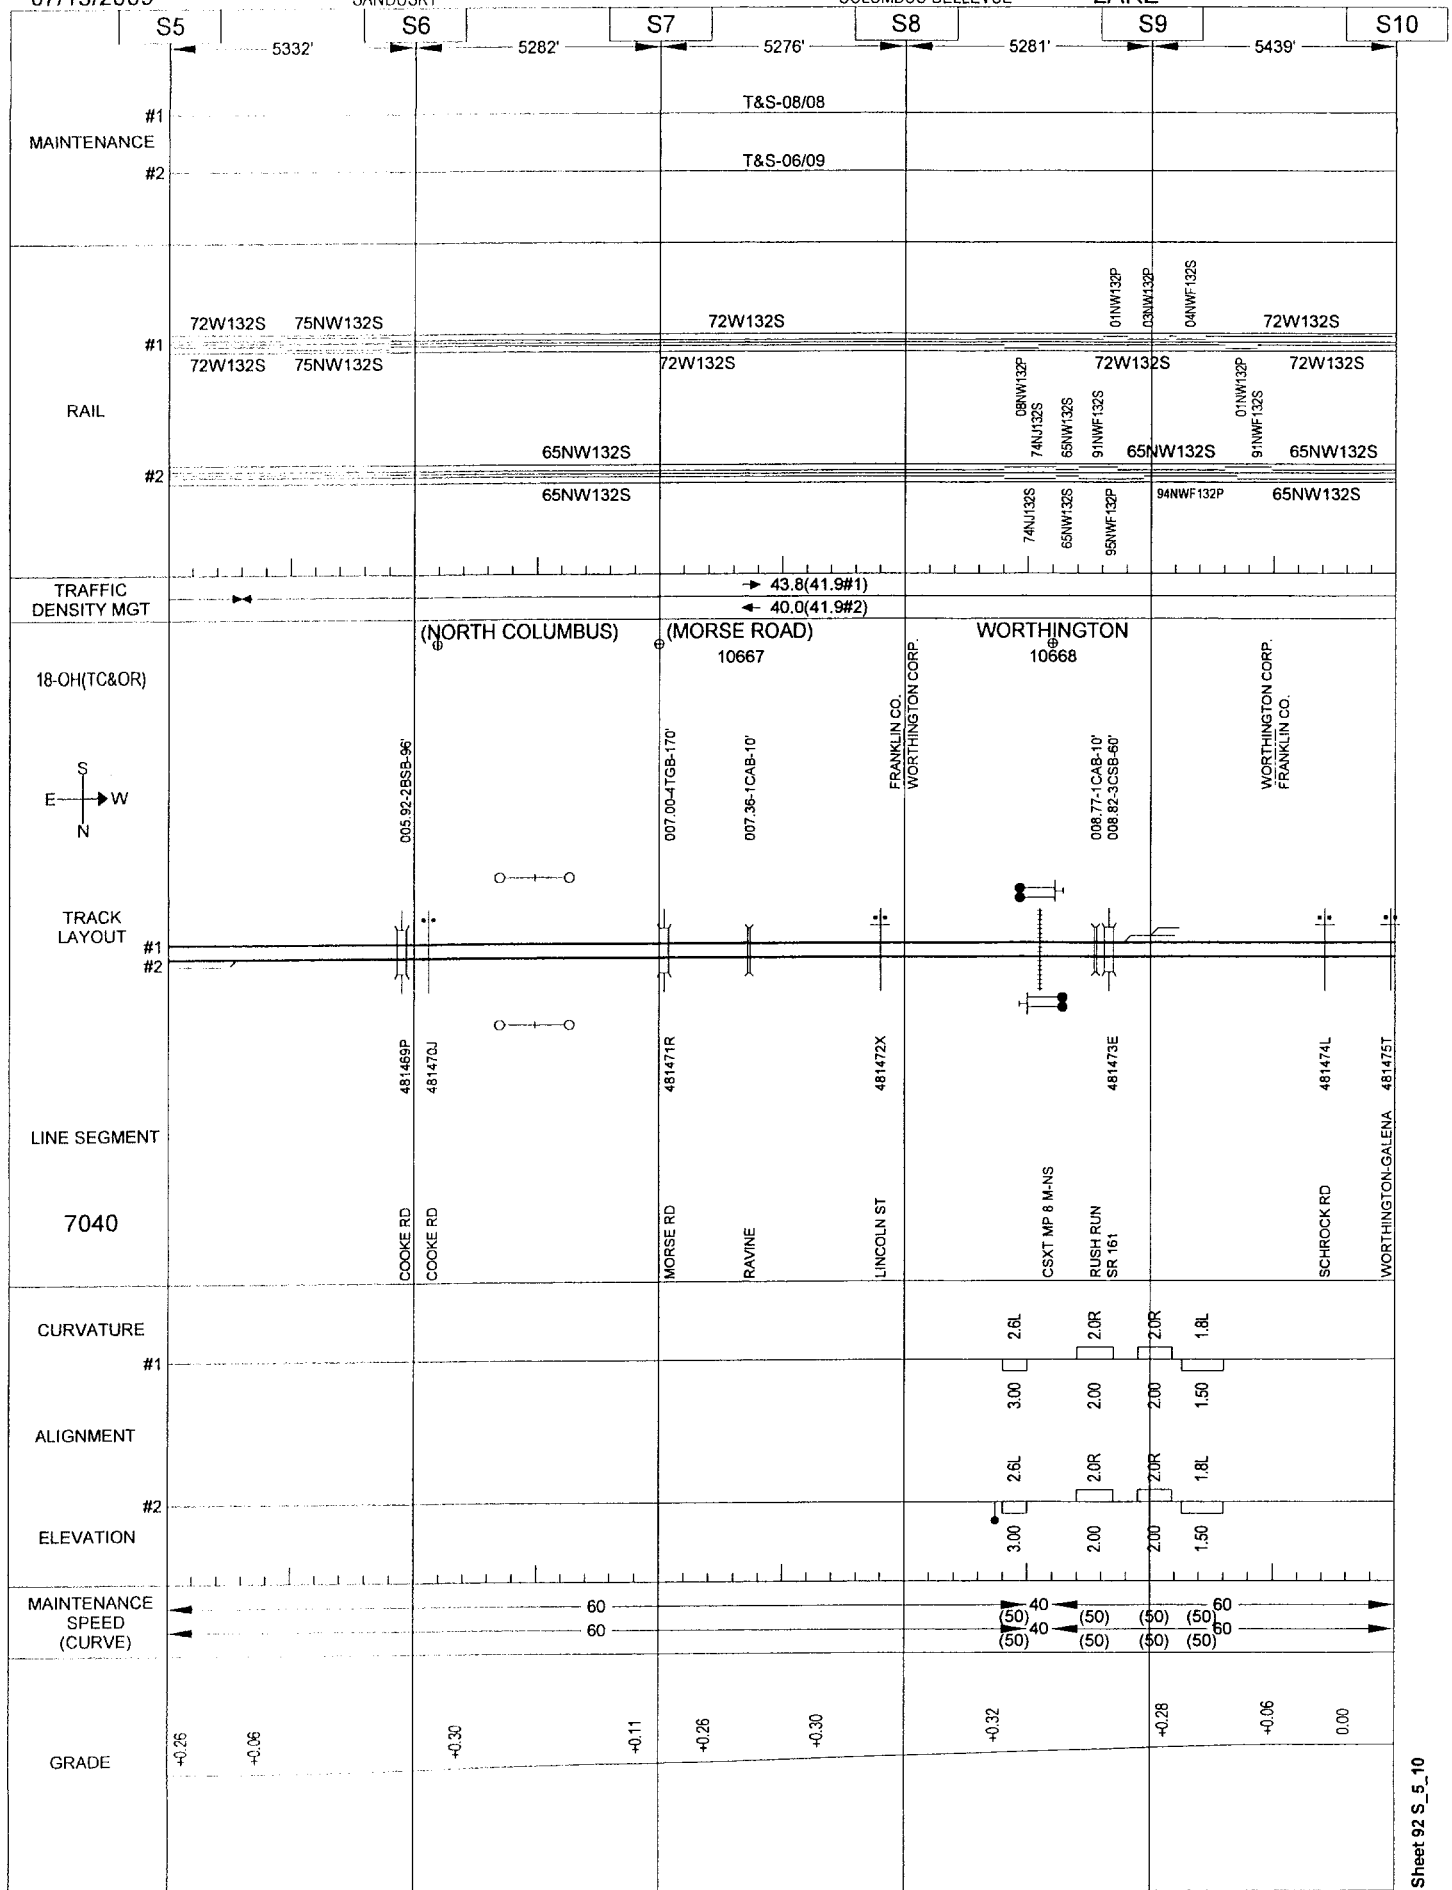 07/13/2009 SANDUSKY COLUMBUS-BELLEVUE LAKE
S5 S6 S7 S8 S9 S10
5332' 5282' 5276' 5281' 5439'
MAINTENANCE
#1 T&S-08/08
#2 T&S-06/09
RAIL
01NW132P 03NW132P 04NWF132S
72W132S 75NW132S 72W132S 72W132S
#1
72W132S 75NW132S 72W132S 72W132S 72W132S
08NW132P 74NJ132S 65NW132S 91NWF132S 01NW132P 91NWF132S
65NW132S 65NW132S 65NW132S
#2
65NW132S 94NWF132P 65NW132S
74NJ132S 65NW132S 95NWF132P
TRAFFIC
DENSITY MGT
43.8(41.9#1)
40.0(41.9#2)
(NORTH COLUMBUS) (MORSE ROAD) WORTHINGTON
10667 10668
18-OH(TC&OR)
FRANKLIN CO.
WORTHINGTON CORP.
WORTHINGTON CORP.
FRANKLIN CO.
S
E W
N
005.92-2BSB-96'
007.00-4TGB-170'
007.36-1CAB-10'
008.77-1CAB-10'
008.82-3CSB-60'
TRACK
LAYOUT
#1
#2
481469P
481470J
481471R
481472X
481473E
481474L
481475T
LINE SEGMENT
7040
COOKE RD
COOKE RD
MORSE RD
RAVINE
LINCOLN ST
CSXT MP 8 M-NS
RUSH RUN
SR 161
SCHROCK RD
WORTHINGTON-GALENA
CURVATURE
2.6L 2.0R 2.0R 1.8L
#1
3.00 2.00 2.00 1.50
ALIGNMENT
2.6L 2.0R 2.0R 1.8L
#2
ELEVATION
3.00 2.00 2.00 1.50
MAINTENANCE
SPEED
(CURVE)
60 40 60
(50) (50) (50) (50)
60 40 60
(50) (50) (50) (50)
GRADE
+0.26 +0.06 +0.30 +0.11 +0.26 +0.30 +0.32 +0.28 +0.06 0.00
Sheet 92 S_5_10